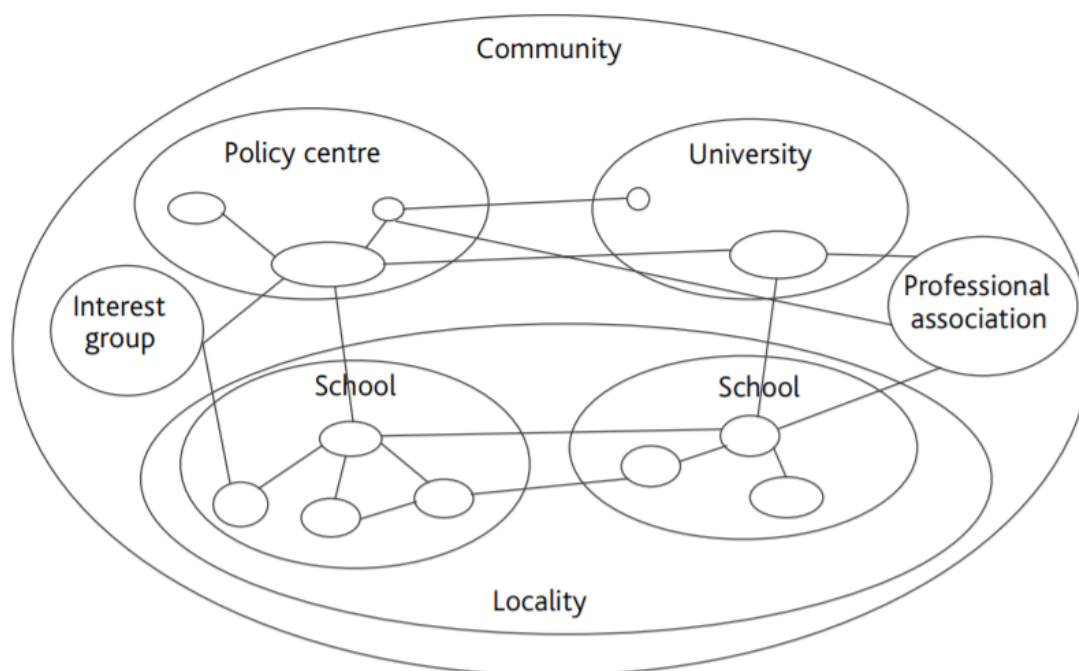 Community
Policy centre
University
Interest
group
Professional
association
School
School
Locality